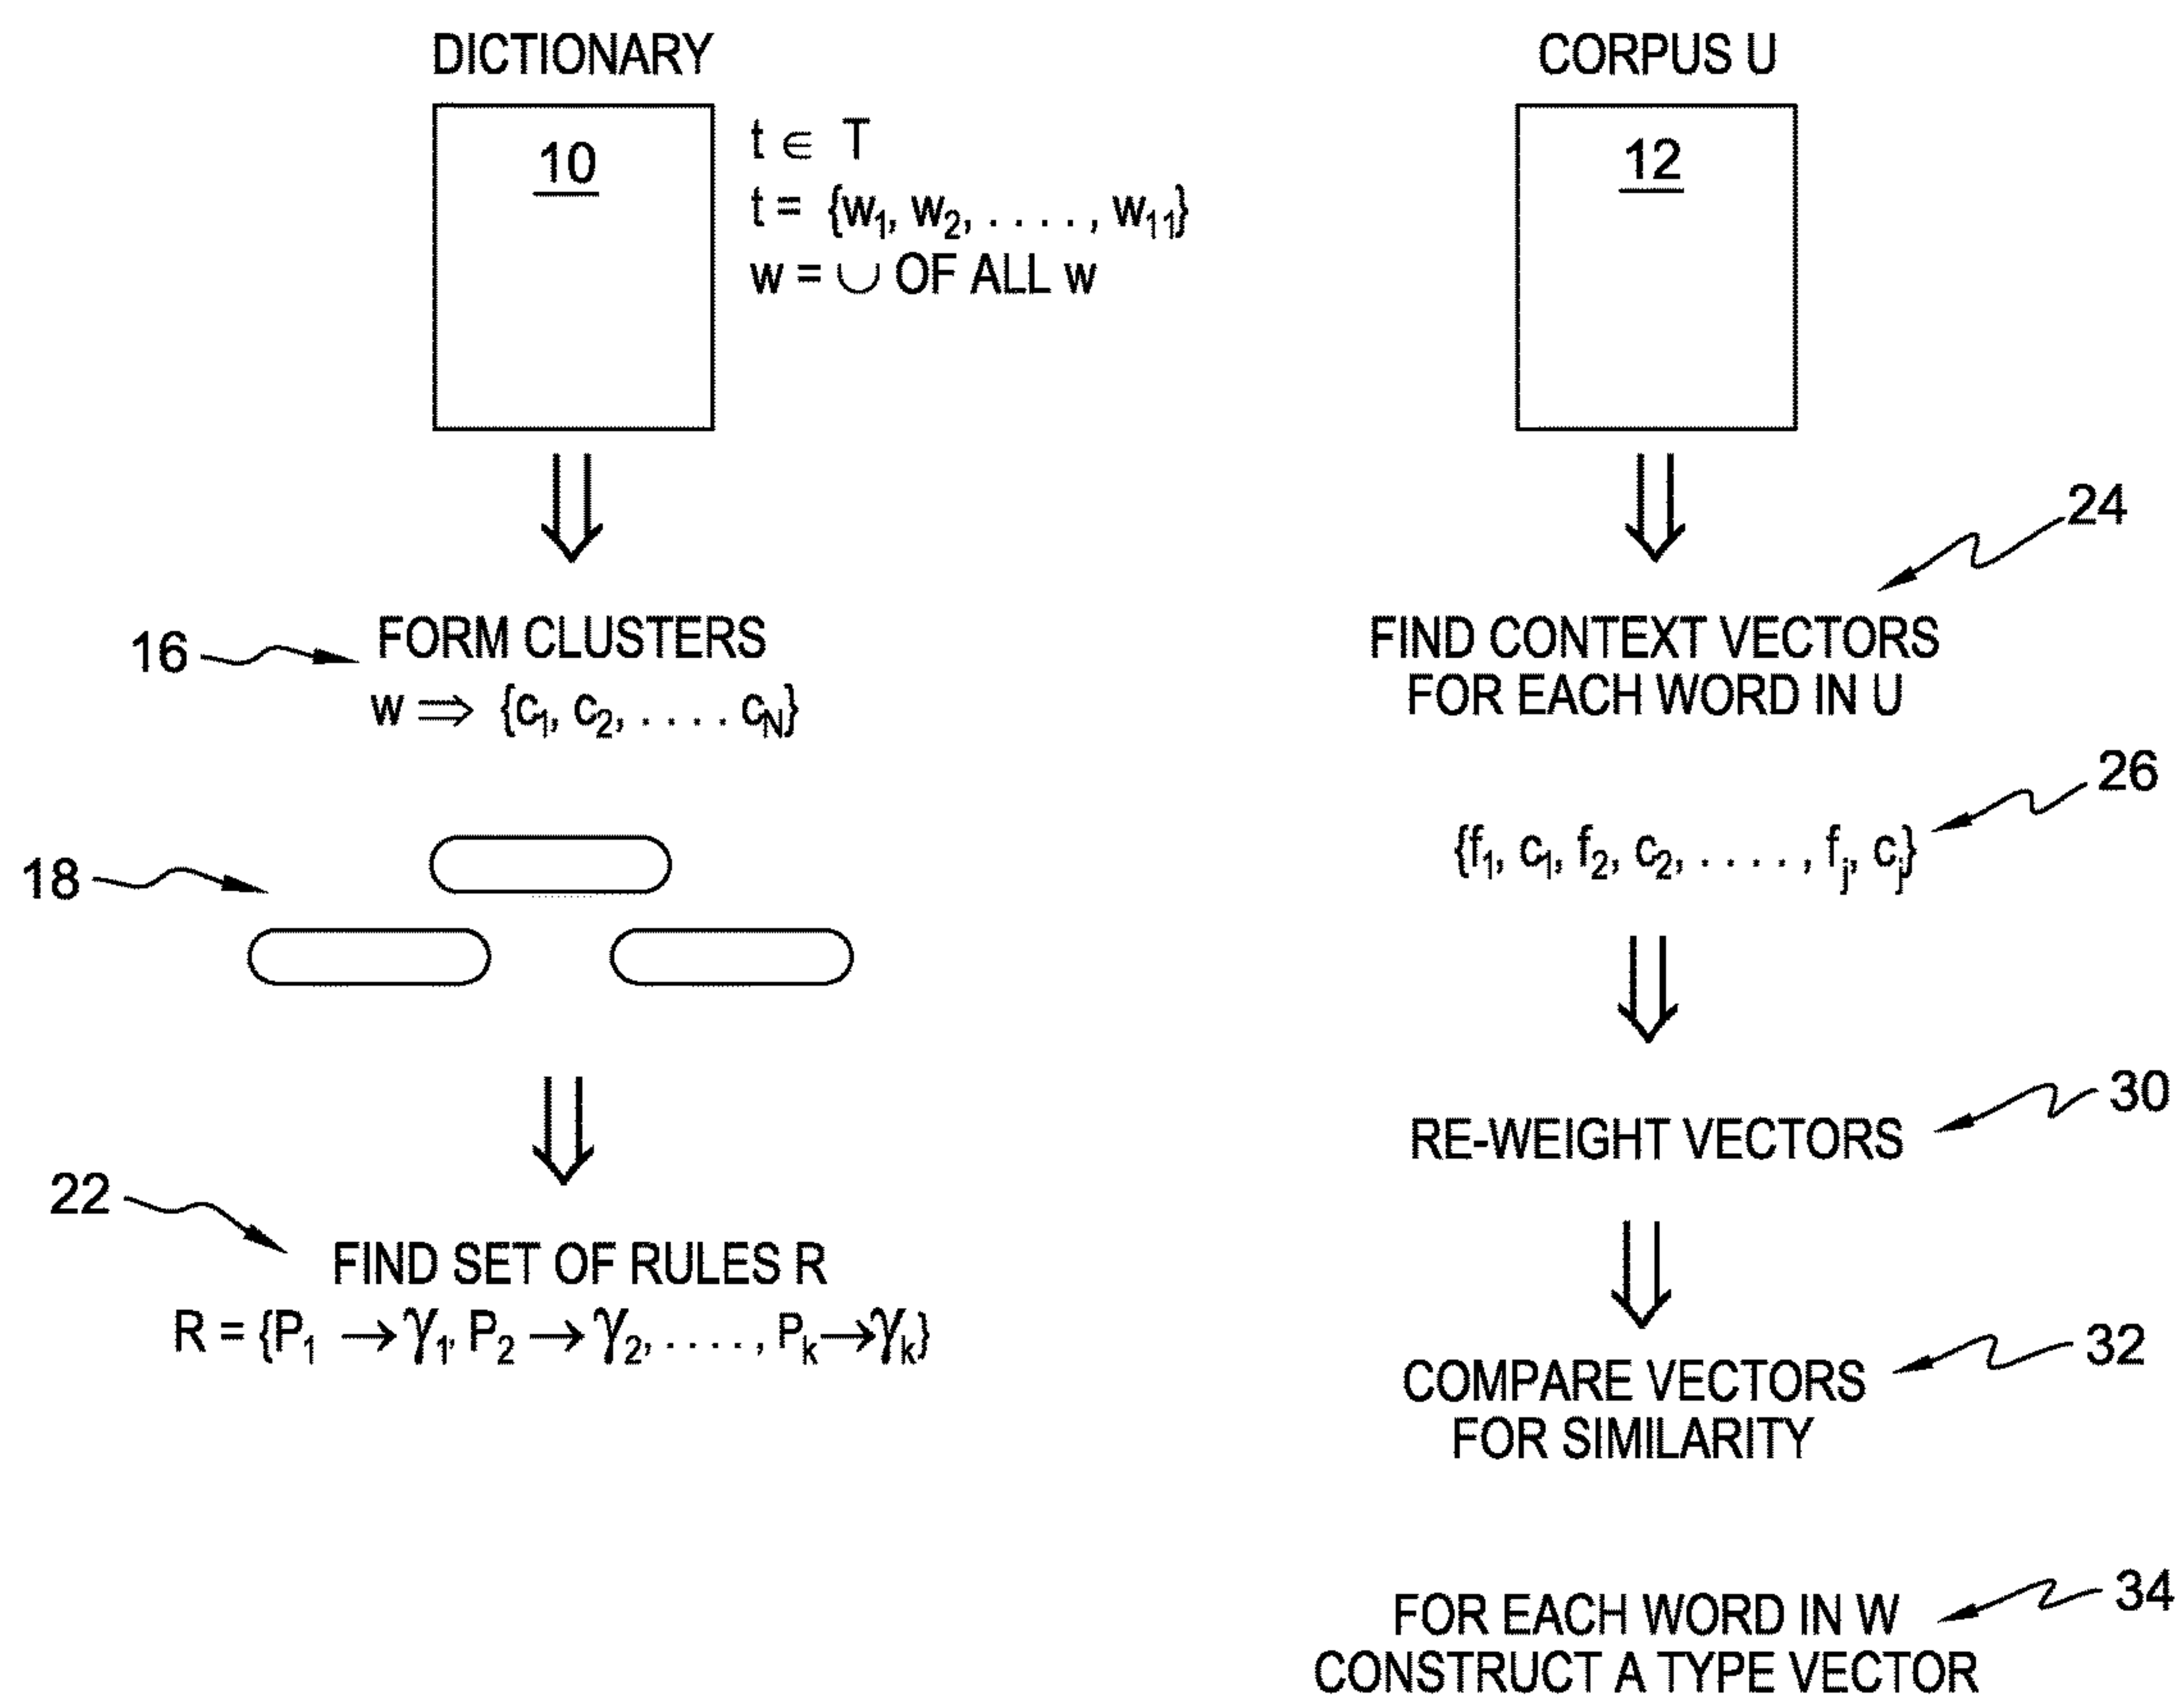 DICTIONARY
10
t ∈ T
t = {w1, w2, . . . . , w11}
w = ∪ OF ALL w
16
FORM CLUSTERS
w ⇒ {c1, c2, . . . . cN}
18
22
FIND SET OF RULES R
R = {P1 → γ1, P2 → γ2, . . . . , Pk → γk}
CORPUS U
12
24
FIND CONTEXT VECTORS
FOR EACH WORD IN U
26
{f1, c1, f2, c2, . . . . , fj, cj}
30
RE-WEIGHT VECTORS
32
COMPARE VECTORS
FOR SIMILARITY
34
FOR EACH WORD IN W
CONSTRUCT A TYPE VECTOR